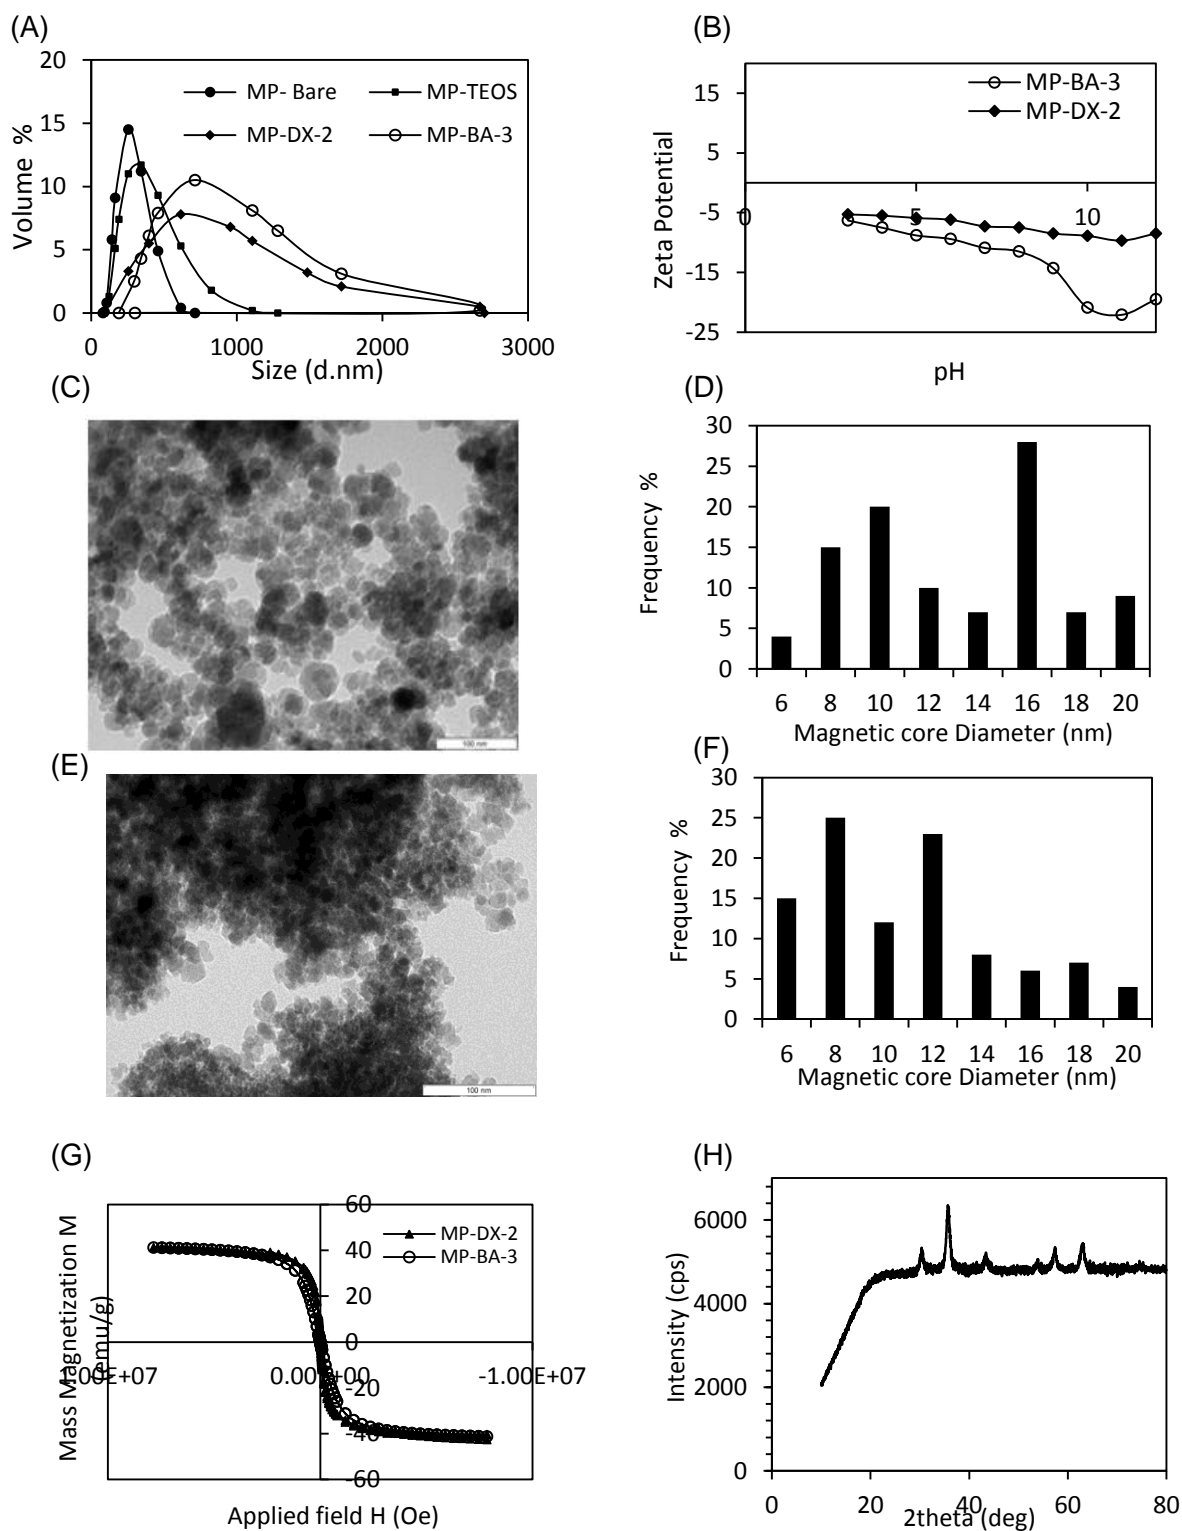 (A)
20
15
10
5
0
Volume %
MP- Bare
MP-TEOS
MP-DX-2
MP-BA-3
0 1000 2000 3000
Size (d.nm)
(B)
15
5
-5
-15
-25
Zeta Potential
MP-BA-3
MP-DX-2
0 5 10
pH
(C)
100 nm
(D)
30
25
20
15
10
5
0
Frequency %
6 8 10 12 14 16 18 20
Magnetic core Diameter (nm)
(E)
100 nm
(F)
30
25
20
15
10
5
0
Frequency %
6 8 10 12 14 16 18 20
Magnetic core Diameter (nm)
(G)
60
40
20
0
-20
-40
-60
Mass Magnetization M
(emu/g)
MP-DX-2
MP-BA-3
1.00E+07 0.00E+00 -1.00E+07
Applied field H (Oe)
(H)
6000
4000
2000
0
Intensity (cps)
0 20 40 60 80
2theta (deg)